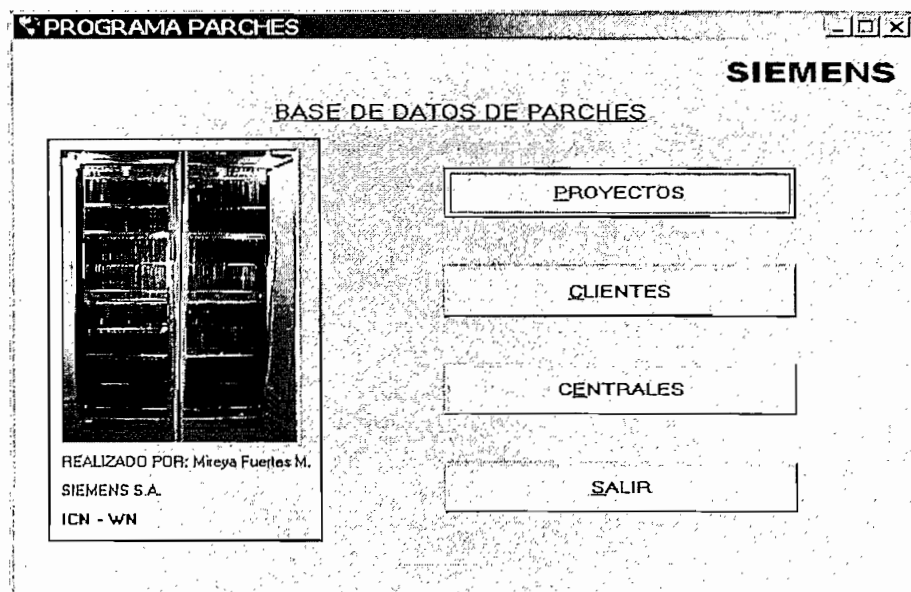 PROGRAMA PARCHES
SIEMENS
BASE DE DATOS DE PARCHES
PROYECTOS
CLIENTES
CENTRALES
SALIR
REALIZADO POR: Mireya Fuertes M.
SIEMENS S.A.
ICN - WN